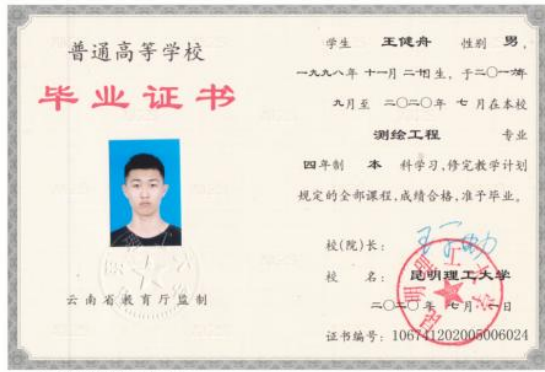 普通高等学校
毕业证书
云南省教育厅监制
学生 王健舟 性别 男,
一九九八年 十一月 二 日生, 于二〇一六年
九月至 二〇二〇年 七 月在本校
测绘工程 专业
四年制 本 科学习,修完教学计划
规定的全部课程,成绩合格,准予毕业。
校(院)长:
校 名: 昆明理工大学
二〇二〇年 七月 一日
证书编号: 106741202005006024